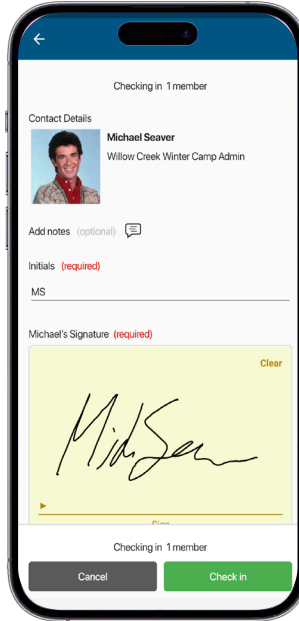 Checking in 1 member
Contact Details
Michael Seaver
Willow Creek Winter Camp Admin
Add notes (optional)
Initials (required)
MS
Michael's Signature (required)
Clear
Sign
Checking in 1 member
Cancel
Check in